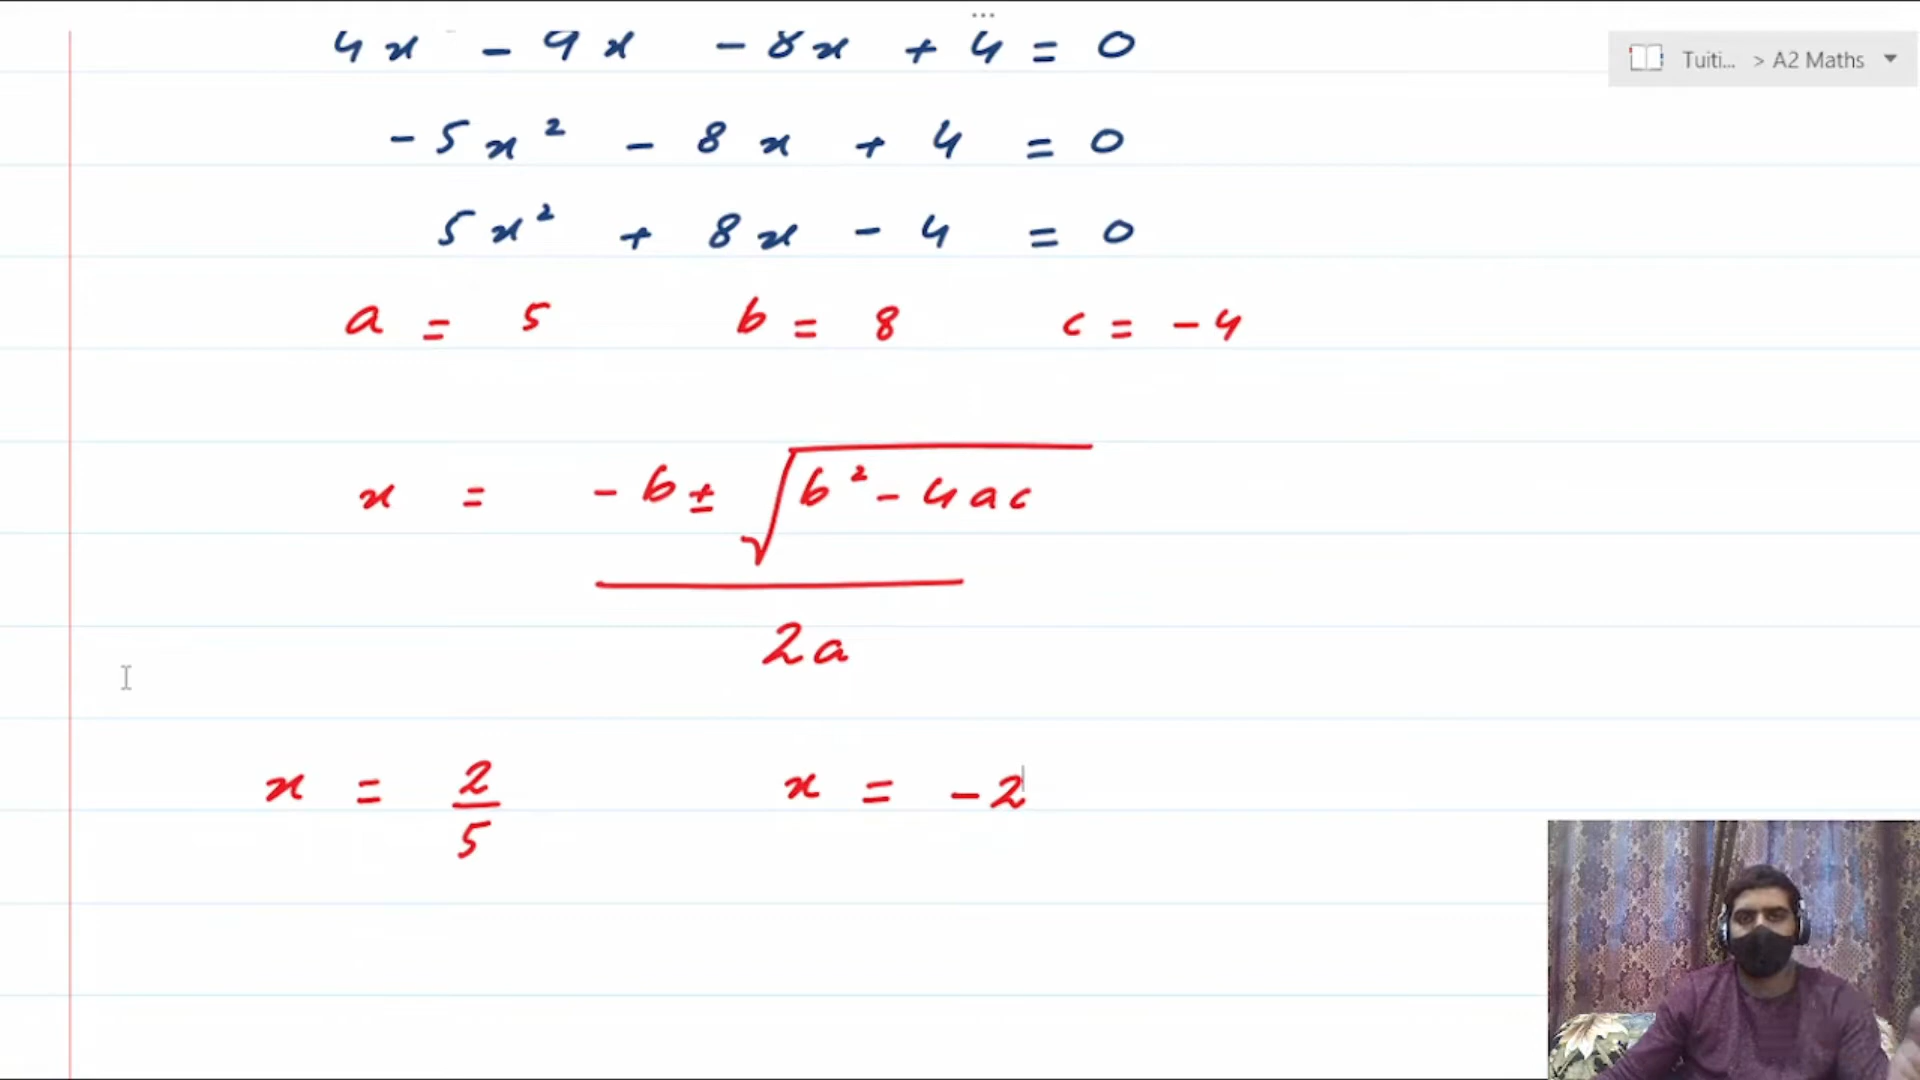 ...
4x - 9x - 8x + 4 = 0
Tuiti... > A2 Maths
-5x² - 8x + 4 = 0
5x² + 8x - 4 = 0
a = 5 b = 8 c = -4
x = -b ± √b² - 4ac
2a
x = 2/5 x = -2